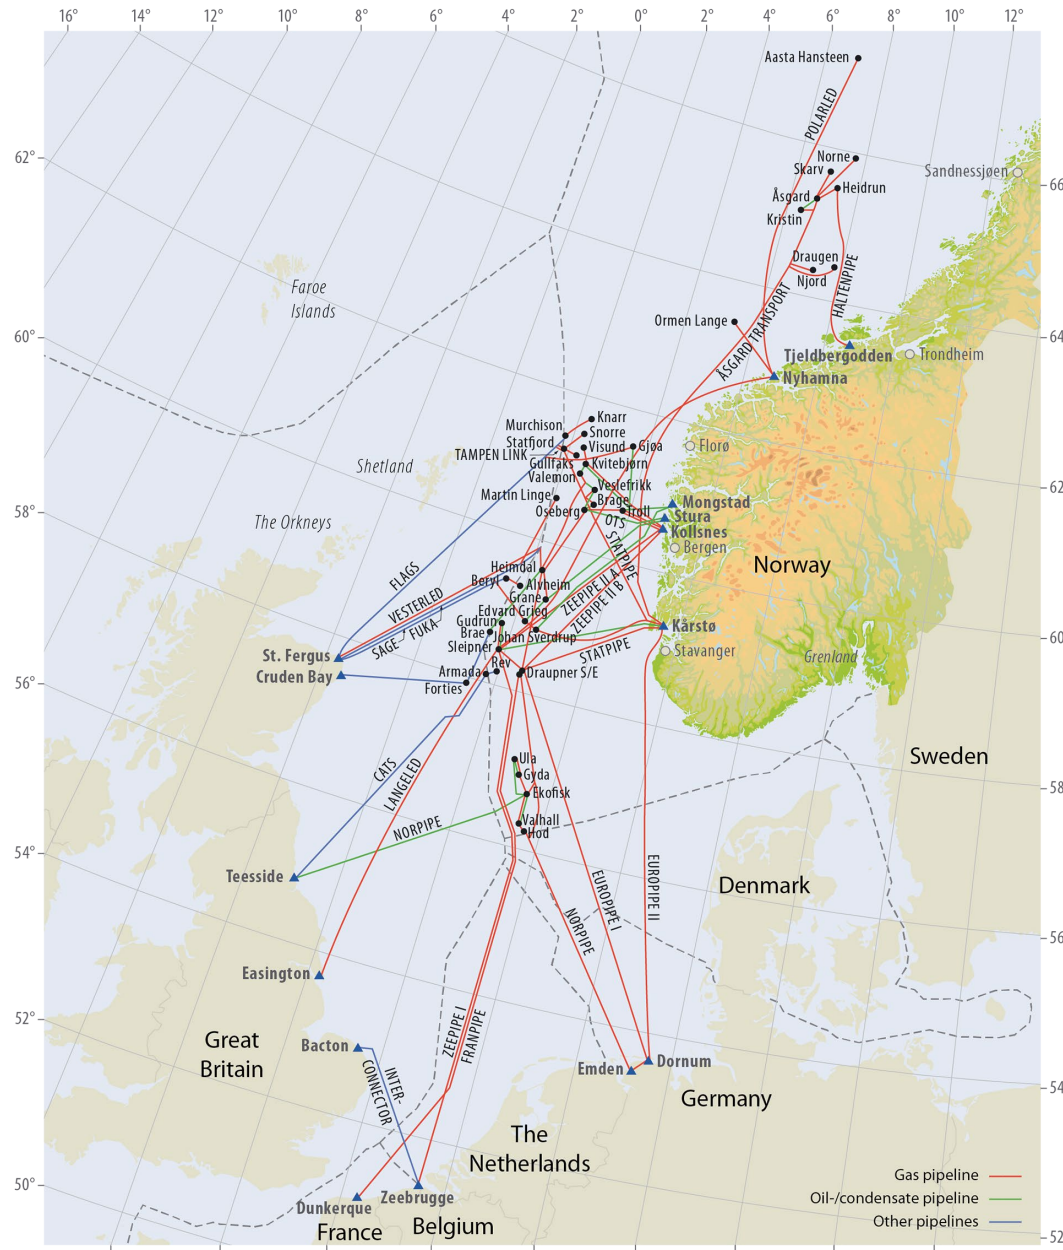 16° 14° 12° 10° 8° 6° 4° 2° 0° 2° 4° 6° 8° 10° 12°
Aasta Hansteen
POLARLED
62°
Norne
Skarv
Sandnessjøen
66
Heidrun
Åsgard
Kristin
Draugen
Njord
HALTENPIPE
Faroe
Islands
ÅSGARD TRANSPORT
Ormen Lange
60°
64
Tjeldbergodden
Trondheim
Nyhamna
Knarr
Murchison
Snorre
Statfjord
Visund
Gjøa
Florø
TAMPEN LINK
Gullfaks
Kvitebjørn
Shetland
Valemon
Veslefrikk
62
Martin Linge
Brage
Mongstad
Oseberg
Troll
Stura
58°
The Orkneys
OTS
Kollsnes
Bergen
STATPIPE
Norway
FLAGS
Heimdal
Beryl
Alvheim
VESTERLED
Grane
ZEEPIPE II A
ZEEPIPE II B
Edvard Grieg
Gudrun
SAGE
FUKA
Brae
Johan Sverdrup
Kårstø
60
Sleipner
STATPIPE
Stavanger
Grenland
St. Fergus
Rev
Cruden Bay
Armada
Draupner S/E
56°
Forties
Sweden
Ula
CATS
Gyda
LANGELED
58
Ekofisk
NORPIPE
Valhall
Hod
54°
Teesside
EUROPIPE I
EUROPIPE II
Denmark
NORPIPE
56
Easington
52°
ZEEPIPE I
FRANPIPE
Great
Britain
Bacton
INTER-
CONNECTOR
Emden
Dornum
54
Germany
The
Netherlands
50°
Gas pipeline
Zeebrugge
Oil-/condensate pipeline
Dunkerque
Other pipelines
France
Belgium
52